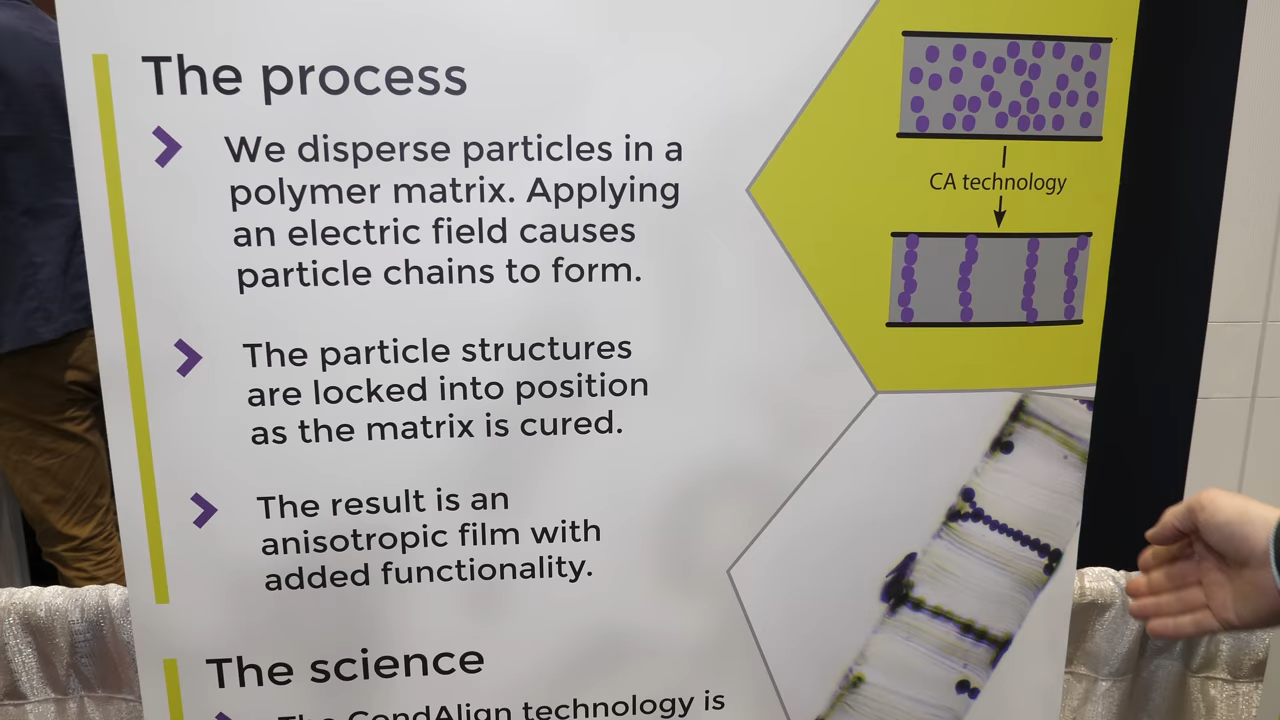 The process
We disperse particles in a
polymer matrix. Applying
an electric field causes
particle chains to form.
The particle structures
are locked into position
as the matrix is cured.
The result is an
anisotropic film with
added functionality.
The science
The CondAlign technology is
CA technology